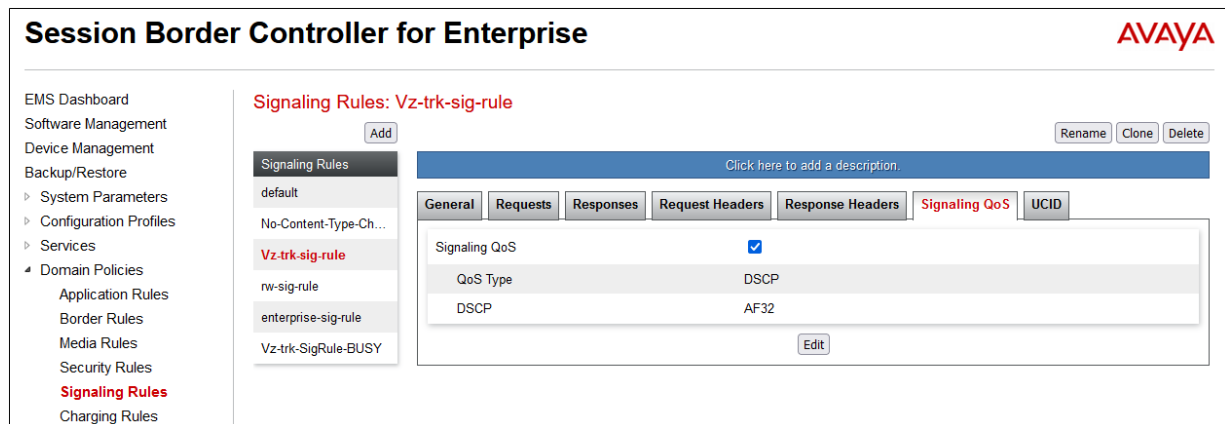 Session Border Controller for Enterprise
AVAYA
EMS Dashboard
Software Management
Device Management
Backup/Restore
System Parameters
Configuration Profiles
Services
Domain Policies
Application Rules
Border Rules
Media Rules
Security Rules
Signaling Rules
Charging Rules
Signaling Rules: Vz-trk-sig-rule
Add
Rename Clone Delete
Signaling Rules
default
No-Content-Type-Ch...
Vz-trk-sig-rule
rw-sig-rule
enterprise-sig-rule
Vz-trk-SigRule-BUSY
Click here to add a description.
General Requests Responses Request Headers Response Headers Signaling QoS UCID
Signaling QoS
QoS Type DSCP
DSCP AF32
Edit